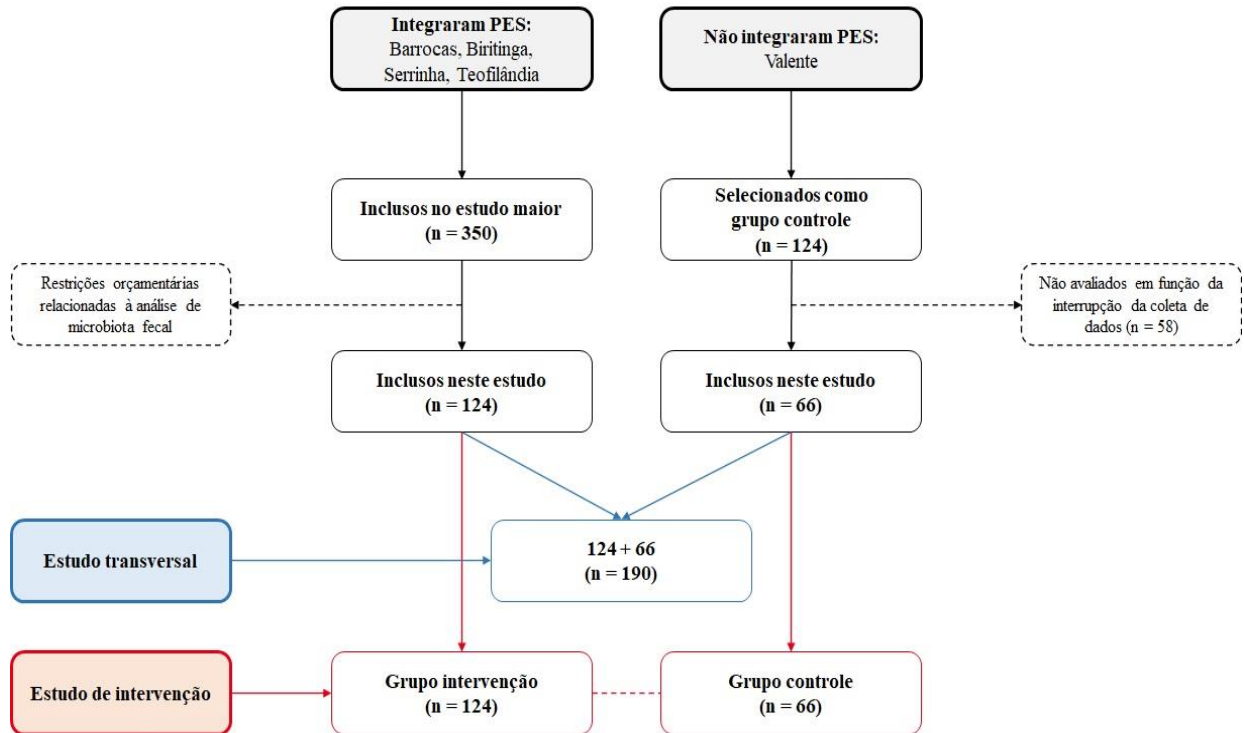 Integraram PES:
Barrocas, Biritinga,
Serrinha, Teofilândia
Não integraram PES:
Valente
Inclusos no estudo maior
(n = 350)
Selecionados como
grupo controle
(n = 124)
Restrições orçamentárias
relacionadas à análise de
microbiota fecal
Não avaliados em função da
interrupção da coleta de
dados (n = 58)
Inclusos neste estudo
(n = 124)
Inclusos neste estudo
(n = 66)
Estudo transversal
124 + 66
(n = 190)
Estudo de intervenção
Grupo intervenção
(n = 124)
Grupo controle
(n = 66)